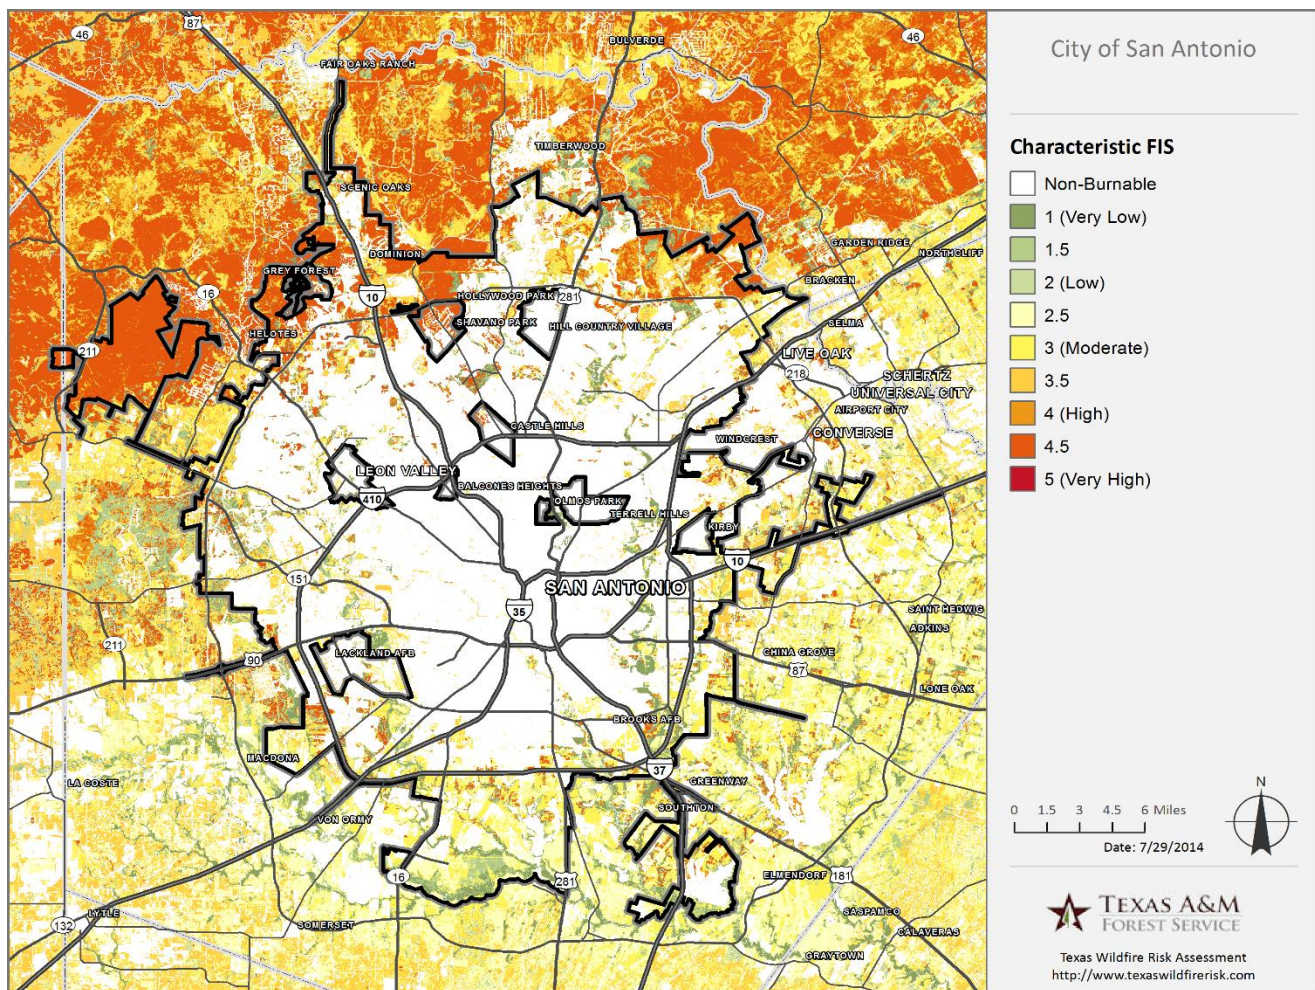 87
46
BULVERDE
46
FAIR OAKS RANCH
TIMBERWOOD
SCENIC OAKS
GARDEN RIDGE
NORTHCLIFF
DOMINION
GREY FOREST
BRACKEN
16
10
HOLLYWOOD PARK
281
SHAVANO PARK
HILL COUNTRY VILLAGE
SELMA
HELOTES
211
LIVE OAK
218
SCHERTZ
UNIVERSAL CITY
AIRPORT CITY
CASTLE HILLS
WINDCREST
CONVERSE
LEON VALLEY
BALCONES HEIGHTS
410
OLMOS PARK
TERRELL HILLS
KIRBY
10
151
SAN ANTONIO
35
SAINT HEDWIG
ADKINS
211
LACKLAND AFB
CHINA GROVE
90
87
LONE OAK
BROOKS AFB
MACDONA
37
LA COSTE
GREENWAY
SOUTHTON
VON ORMY
16
281
ELMENDORF
181
LYTLE
132
SOMERSET
SASPAMCO
CALAVERAS
GRAYTOWN
City of San Antonio
Characteristic FIS
Non-Burnable
1 (Very Low)
1.5
2 (Low)
2.5
3 (Moderate)
3.5
4 (High)
4.5
5 (Very High)
N
0 1.5 3 4.5 6 Miles
Date: 7/29/2014
TEXAS A&M
FOREST SERVICE
Texas Wildfire Risk Assessment
http://www.texaswildfirerisk.com